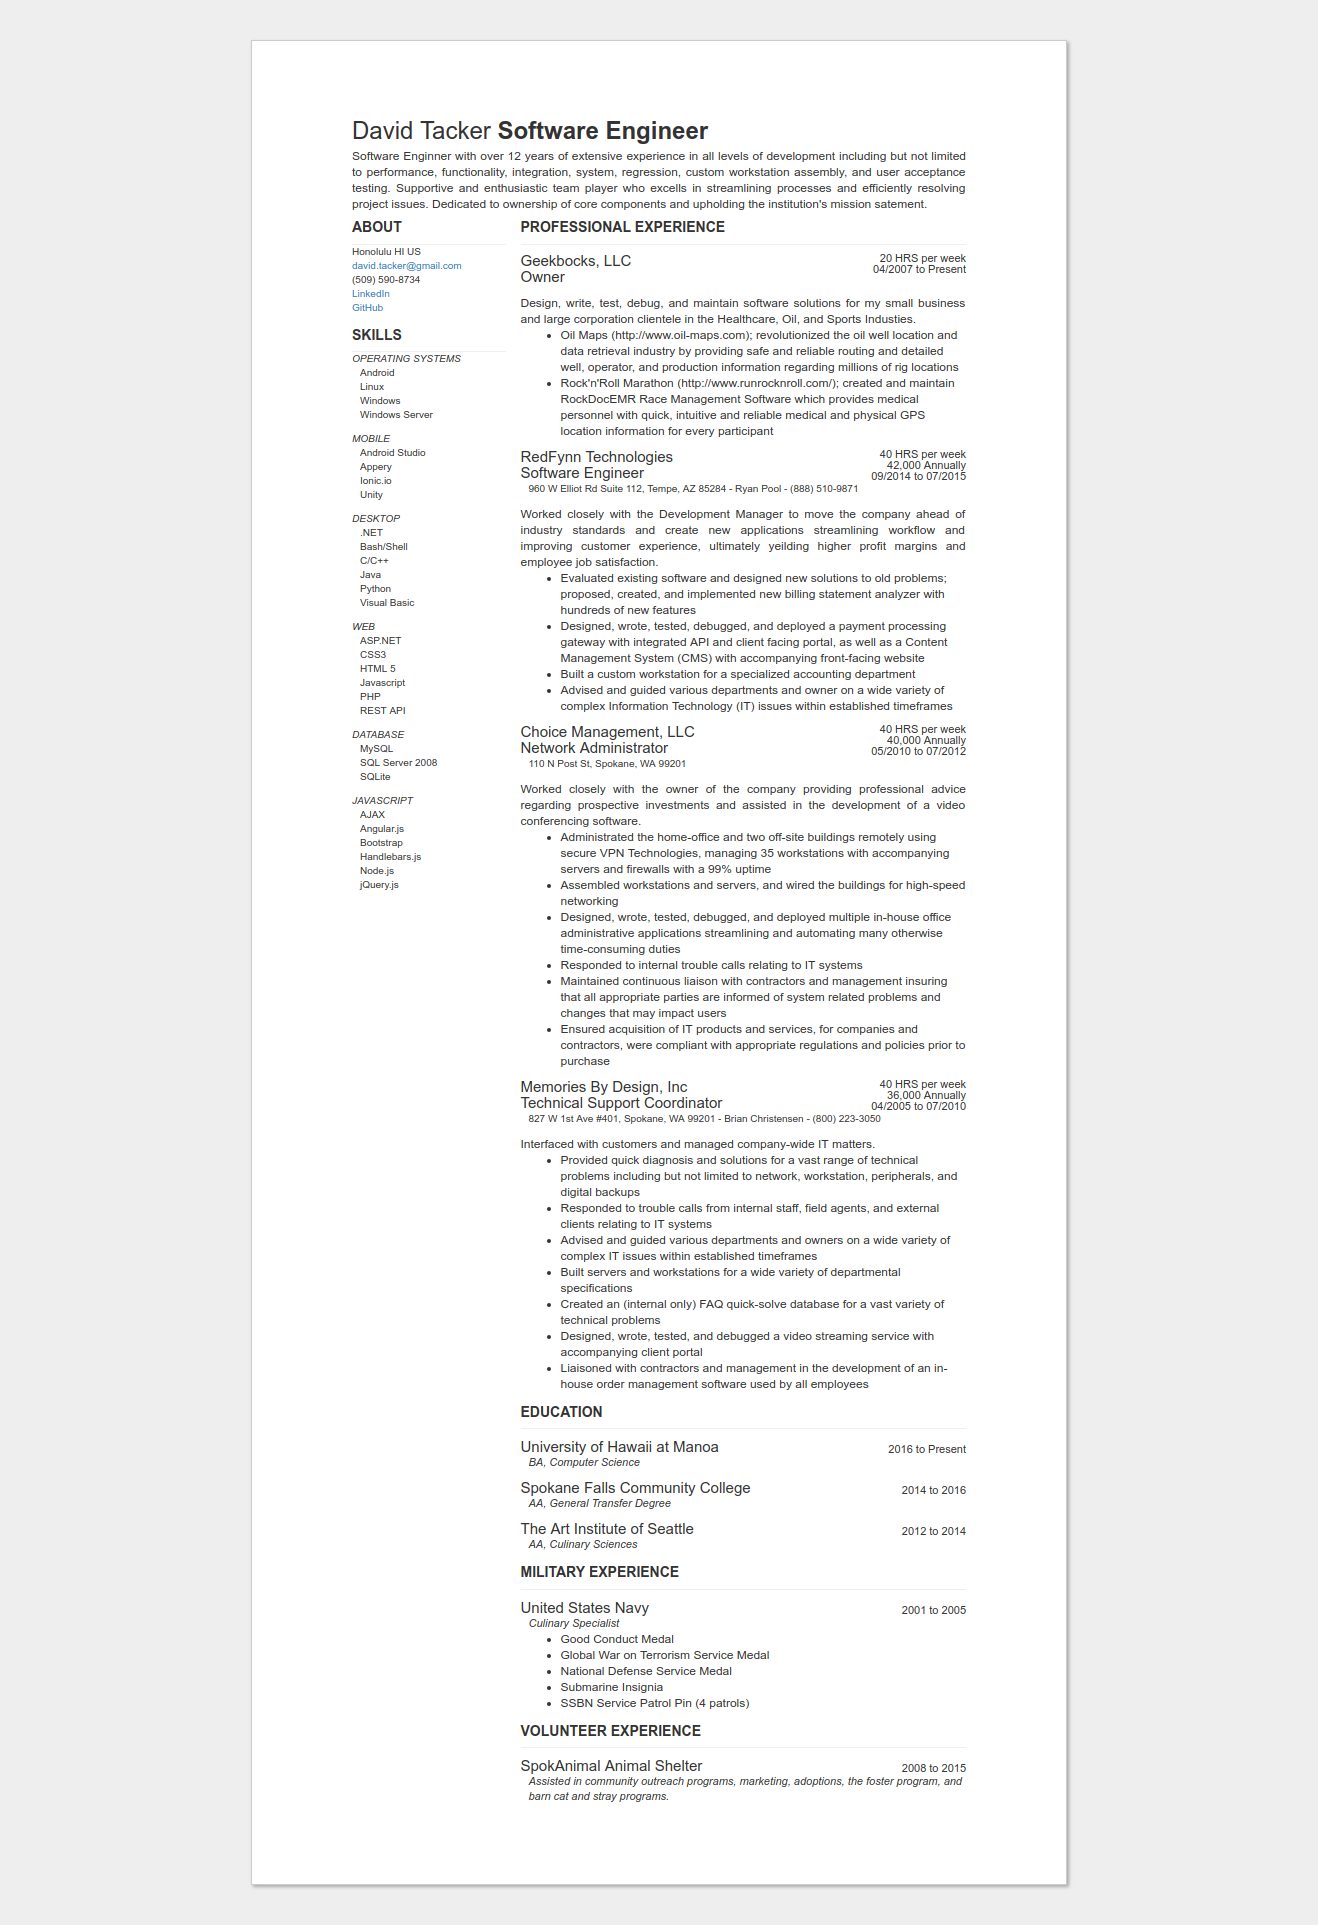 David Tacker Software Engineer
Software Enginner with over 12 years of extensive experience in all levels of development including but not limited
to performance, functionality, integration, system, regression, custom workstation assembly, and user acceptance
testing. Supportive and enthusiastic team player who excells in streamlining processes and efficiently resolving
project issues. Dedicated to ownership of core components and upholding the institution's mission satement.
ABOUT
Honolulu HI US
david.tacker@gmail.com
(509) 590-8734
LinkedIn
GitHub
SKILLS
OPERATING SYSTEMS
Android
Linux
Windows
Windows Server
MOBILE
Android Studio
Appery
Ionic.io
Unity
DESKTOP
.NET
Bash/Shell
C/C++
Java
Python
Visual Basic
WEB
ASP.NET
CSS3
HTML 5
Javascript
PHP
REST API
DATABASE
MySQL
SQL Server 2008
SQLite
JAVASCRIPT
AJAX
Angular.js
Bootstrap
Handlebars.js
Node.js
jQuery.js
PROFESSIONAL EXPERIENCE
Geekbocks, LLC
Owner
20 HRS per week
04/2007 to Present
Design, write, test, debug, and maintain software solutions for my small business
and large corporation clientele in the Healthcare, Oil, and Sports Industies.
• Oil Maps (http://www.oil-maps.com); revolutionized the oil well location and
data retrieval industry by providing safe and reliable routing and detailed
well, operator, and production information regarding millions of rig locations
• Rock'n'Roll Marathon (http://www.runrocknroll.com/); created and maintain
RockDocEMR Race Management Software which provides medical
personnel with quick, intuitive and reliable medical and physical GPS
location information for every participant
RedFynn Technologies
Software Engineer
40 HRS per week
42,000 Annually
09/2014 to 07/2015
960 W Elliot Rd Suite 112, Tempe, AZ 85284 - Ryan Pool - (888) 510-9871
Worked closely with the Development Manager to move the company ahead of
industry standards and create new applications streamlining workflow and
improving customer experience, ultimately yeilding higher profit margins and
employee job satisfaction.
• Evaluated existing software and designed new solutions to old problems;
proposed, created, and implemented new billing statement analyzer with
hundreds of new features
• Designed, wrote, tested, debugged, and deployed a payment processing
gateway with integrated API and client facing portal, as well as a Content
Management System (CMS) with accompanying front-facing website
• Built a custom workstation for a specialized accounting department
• Advised and guided various departments and owner on a wide variety of
complex Information Technology (IT) issues within established timeframes
Choice Management, LLC
Network Administrator
40 HRS per week
40,000 Annually
05/2010 to 07/2012
110 N Post St, Spokane, WA 99201
Worked closely with the owner of the company providing professional advice
regarding prospective investments and assisted in the development of a video
conferencing software.
• Administrated the home-office and two off-site buildings remotely using
secure VPN Technologies, managing 35 workstations with accompanying
servers and firewalls with a 99% uptime
• Assembled workstations and servers, and wired the buildings for high-speed
networking
• Designed, wrote, tested, debugged, and deployed multiple in-house office
administrative applications streamlining and automating many otherwise
time-consuming duties
• Responded to internal trouble calls relating to IT systems
• Maintained continuous liaison with contractors and management insuring
that all appropriate parties are informed of system related problems and
changes that may impact users
• Ensured acquisition of IT products and services, for companies and
contractors, were compliant with appropriate regulations and policies prior to
purchase
Memories By Design, Inc
Technical Support Coordinator
40 HRS per week
36,000 Annually
04/2005 to 07/2010
827 W 1st Ave #401, Spokane, WA 99201 - Brian Christensen - (800) 223-3050
Interfaced with customers and managed company-wide IT matters.
• Provided quick diagnosis and solutions for a vast range of technical
problems including but not limited to network, workstation, peripherals, and
digital backups
• Responded to trouble calls from internal staff, field agents, and external
clients relating to IT systems
• Advised and guided various departments and owners on a wide variety of
complex IT issues within established timeframes
• Built servers and workstations for a wide variety of departmental
specifications
• Created an (internal only) FAQ quick-solve database for a vast variety of
technical problems
• Designed, wrote, tested, and debugged a video streaming service with
accompanying client portal
• Liaisoned with contractors and management in the development of an in-
house order management software used by all employees
EDUCATION
University of Hawaii at Manoa 2016 to Present
BA, Computer Science
Spokane Falls Community College 2014 to 2016
AA, General Transfer Degree
The Art Institute of Seattle 2012 to 2014
AA, Culinary Sciences
MILITARY EXPERIENCE
United States Navy 2001 to 2005
Culinary Specialist
• Good Conduct Medal
• Global War on Terrorism Service Medal
• National Defense Service Medal
• Submarine Insignia
• SSBN Service Patrol Pin (4 patrols)
VOLUNTEER EXPERIENCE
SpokAnimal Animal Shelter 2008 to 2015
Assisted in community outreach programs, marketing, adoptions, the foster program, and
barn cat and stray programs.